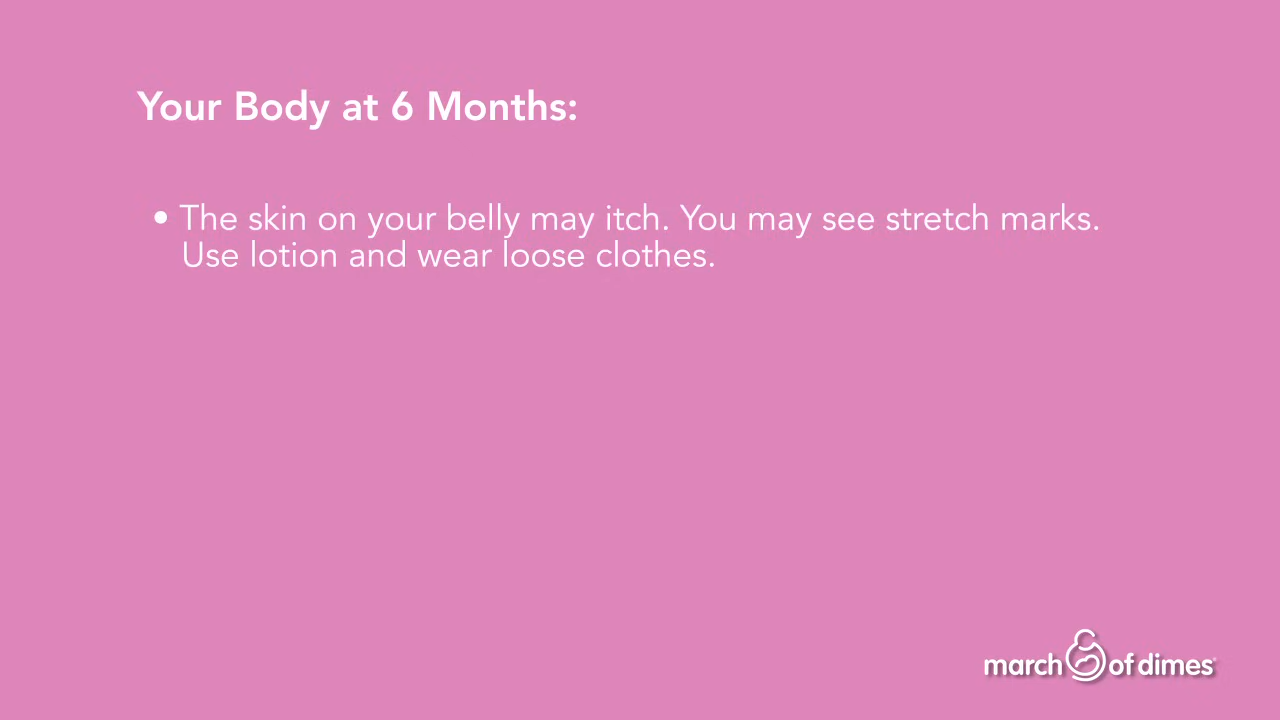 Your Body at 6 Months:
• The skin on your belly may itch. You may see stretch marks.
Use lotion and wear loose clothes.
march of dimes®